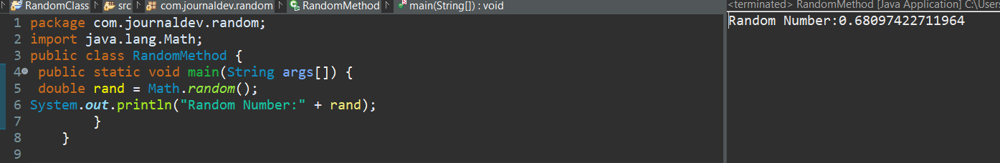 RandomClass src com.journaldev.random RandomMethod main(String[]) : void
1 package com.journaldev.random;
2 import java.lang.Math;
3 public class RandomMethod {
4 public static void main(String args[]) {
5 double rand = Math.random();
6 System.out.println("Random Number:" + rand);
7 }
8 }
9
<terminated> RandomMethod [Java Application] C:\Users
Random Number:0.68097422711964